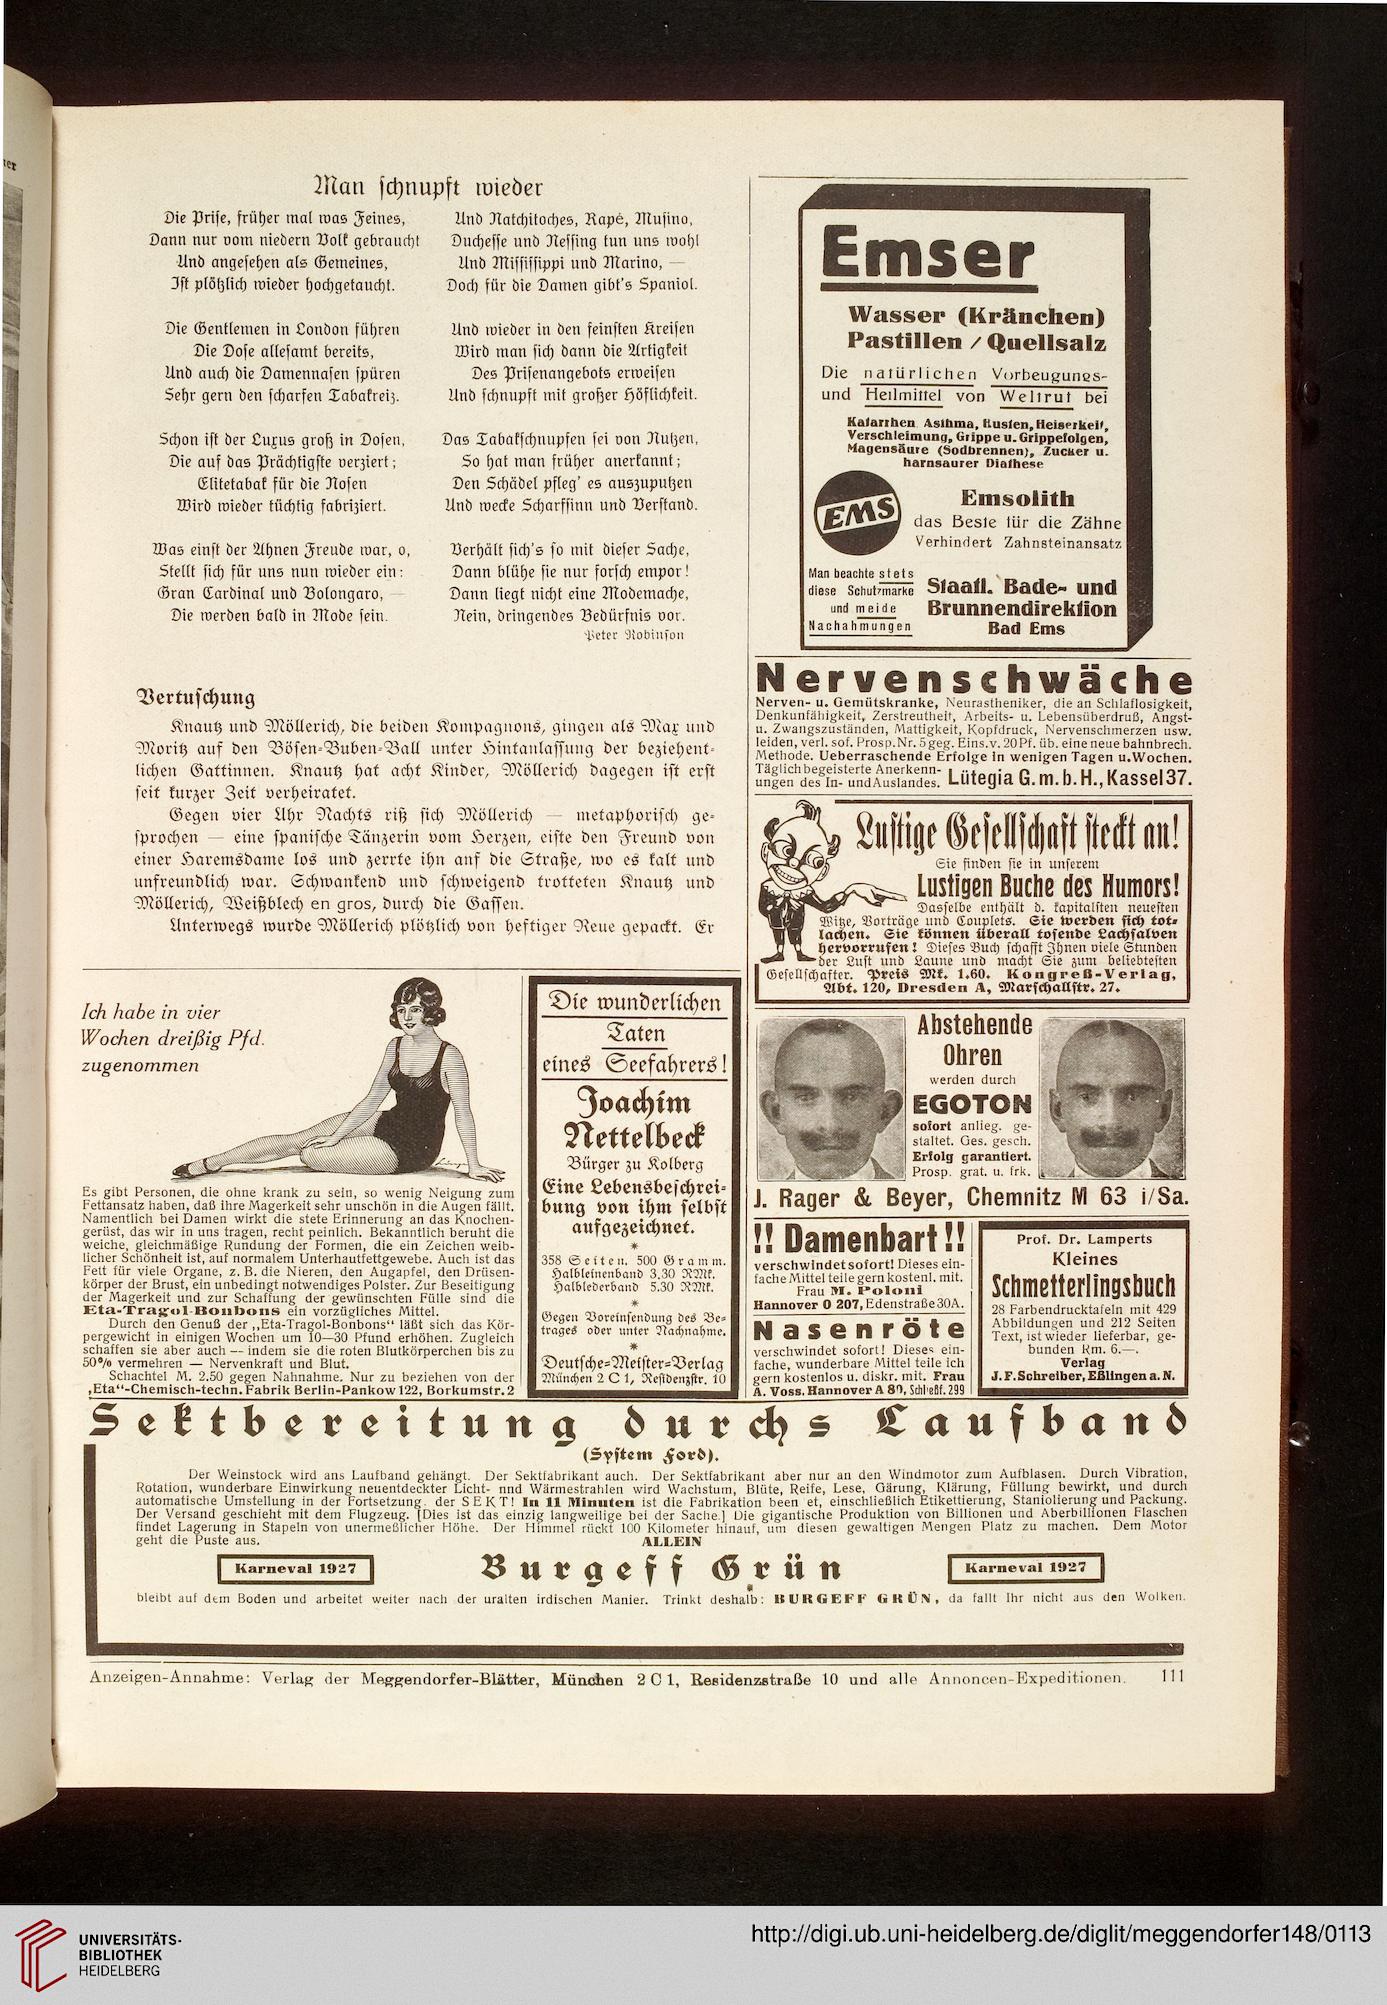 Man schnupft wieder
Die Prise, früher mal was Feines,
Dann nur vom niedern Volk gebraucht
Und angesehen als Gemeines,
Ist plötzlich wieder hochgetaucht.
Die Gentlemen in London führen
Die Dose allesamt bereits,
Und auch die Damennasen spüren
Sehr gern den scharfen Tabakreiz.
Schon ist der Luxus groß in Dosen,
Die auf das Prächtigste verziert;
Elitetabak für die Nosen
Wird wieder tüchtig fabriziert.
Was einst der Ahnen Freude war, o,
Stellt sich für uns nun wieder ein:
Gran Cardinal und Bolongaro, —
Die werden bald in Mode sein.
Und Natchitoches, Rapé, Musino,
Duchesse und Nessing tun uns wohl
Und Mississippi und Marino, —
Doch für die Damen gibt's Spaniol.
Und wieder in den feinsten Kreisen
Wird man sich dann die Artigkeit
Des Prisenangebots erweisen
Und schnupft mit großer Höflichkeit.
Das Tabakschnupfen sei von Nutzen,
So hat man früher anerkannt;
Den Schädel pfleg' es auszuputzen
Und wecke Scharfsinn und Verstand.
Verhält sich's so mit dieser Sache,
Dann blühe sie nur forsch empor!
Dann liegt nicht eine Modemache,
Nein, dringendes Bedürfnis vor.
Peter Robinson
Vertuschung
Knautz und Möllerich, die beiden Kompagnons, gingen als Max und
Moritz auf den Bösen-Buben-Ball unter Hintanlassung der beziehent-
lichen Gattinnen. Knautz hat acht Kinder, Möllerich dagegen ist erst
seit kurzer Zeit verheiratet.
Gegen vier Uhr Nachts riß sich Möllerich — metaphorisch ge-
sprochen — eine spanische Tänzerin vom Herzen, eiste den Freund von
einer Haremsdame los und zerrte ihn auf die Straße, wo es kalt und
unfreundlich war. Schwankend und schweigend trotteten Knautz und
Möllerich, Weißblech en gros, durch die Gassen.
Unterwegs wurde Möllerich plötzlich von heftiger Reue gepackt. Er
Emser
Wasser (Kränchen)
Pastillen / Quellsalz
Die natürlichen Vorbeugungs-
und Heilmittel von Weltruf bei
Katarrhen, Asthma, Husten, Heiserkeit,
Verschleimung, Grippe u. Grippefolgen,
Magensäure (Sodbrennen), Zucker u.
harnsaurer Diathese
EMS
Emsolith
das Beste für die Zähne
Verhindert Zahnsteinansatz
Man beachte stets
diese Schutzmarke
und meide
Nachahmungen
Staatl. Bade- und
Brunnendirektion
Bad Ems
Nervenschwäche
Nerven- u. Gemütskranke, Neurastheniker, die an Schlaflosigkeit,
Denkunfähigkeit, Zerstreutheit, Arbeits- u. Lebensüberdruß, Angst-
u. Zwangszuständen, Mattigkeit, Kopfdruck, Nervenschmerzen usw.
leiden, verl. sof. Prosp. Nr. 5 geg. Eins. v. 20 Pf. üb. eine neue bahnbrech.
Methode. Ueberraschende Erfolge in wenigen Tagen u. Wochen.
Täglich begeisterte Anerkenn-
ungen des In- und Auslandes. Lütegia G. m. b. H., Kassel 37.
Lustige Gesellschaft steckt an!
Sie finden sie in unserem
Lustigen Buche des Humors!
Dasselbe enthält d. kapitalsten neuesten
Witze, Vorträge und Couplets. Sie werden sich tot-
lachen. Sie können überall tosende Lachsalven
hervorrufen! Dieses Buch schafft Ihnen viele Stunden
der Lust und Laune und macht Sie zum beliebtesten
Gesellschafter. Preis Mk. 1.60. Kongreß-Verlag,
Abt. 120, Dresden A, Marschallstr. 27.
Abstehende
Ohren
werden durch
EGOTON
sofort anlieg. ge-
staltet. Ges. gesch.
Erfolg garantiert.
Prosp. grat. u. frk.
J. Rager & Beyer, Chemnitz M 63 i/Sa.
!! Damenbart !!
verschwindet sofort! Dieses ein-
fache Mittel teile gern kostenl. mit.
Frau M. Poloni
Hannover O 207, Edenstraße 30A.
Nasenröte
verschwindet sofort! Dieses ein-
fache, wunderbare Mittel teile ich
gern kostenlos u. diskr. mit. Frau
A. Voss, Hannover A 80, Schließf. 299
Prof. Dr. Lamperts
Kleines
Schmetterlingsbuch
28 Farbendrucktafeln mit 429
Abbildungen und 212 Seiten
Text, ist wieder lieferbar, ge-
bunden Rm. 6.—.
Verlag
J. F. Schreiber, Eßlingen a. N.
Ich habe in vier
Wochen dreißig Pfd.
zugenommen
Es gibt Personen, die ohne krank zu sein, so wenig Neigung zum
Fettansatz haben, daß ihre Magerkeit sehr unschön in die Augen fällt.
Namentlich bei Damen wirkt die stete Erinnerung an das Knochen-
gerüst, das wir in uns tragen, recht peinlich. Bekanntlich beruht die
weiche, gleichmäßige Rundung der Formen, die ein Zeichen weib-
licher Schönheit ist, auf normalem Unterhautfettgewebe. Auch ist das
Fett für viele Organe, z. B. die Nieren, den Augapfel, den Drüsen-
körper der Brust, ein unbedingt notwendiges Polster. Zur Beseitigung
der Magerkeit und zur Schaffung der gewünschten Fülle sind die
Eta-Tragol-Bonbons ein vorzügliches Mittel.
Durch den Genuß der „Eta-Tragol-Bonbons“ läßt sich das Kör-
pergewicht in einigen Wochen um 10—30 Pfund erhöhen. Zugleich
schaffen sie aber auch — indem sie die roten Blutkörperchen bis zu
50% vermehren — Nervenkraft und Blut.
Schachtel M. 2.50 gegen Nahnahme. Nur zu beziehen von der
„Eta“-Chemisch-techn. Fabrik Berlin-Pankow 122, Borkumstr. 2
Die wunderlichen
Taten
eines Seefahrers!
Joachim
Nettelbeck
Bürger zu Kolberg
Eine Lebensbeschrei-
bung von ihm selbst
aufgezeichnet.
*
358 Seiten. 500 Gramm.
Halbleinenband 3.30 RMk.
Halblederband 5.30 RMk.
*
Gegen Voreinsendung des Be-
trages oder unter Nachnahme.
*
Deutsche-Meister-Verlag
München 2 C 1, Residenzstr. 10
Sektbereitung durchs Laufband
(System Ford).
Der Weinstock wird ans Laufband gehängt. Der Sektfabrikant auch. Der Sektfabrikant aber nur an den Windmotor zum Aufblasen. Durch Vibration,
Rotation, wunderbare Einwirkung neuentdeckter Licht- nnd Wärmestrahlen wird Wachstum, Blüte, Reife, Lese, Gärung, Klärung, Füllung bewirkt, und durch
automatische Umstellung in der Fortsetzung der SEKT! In 11 Minuten ist die Fabrikation been et, einschließlich Etikettierung, Staniolierung und Packung.
Der Versand geschieht mit dem Flugzeug. [Dies ist das einzig langweilige bei der Sache.] Die gigantische Produktion von Billionen und Aberbillionen Flaschen
findet Lagerung in Stapeln von unermeßlicher Höhe. Der Himmel rückt 100 Kilometer hinauf, um diesen gewaltigen Mengen Platz zu machen. Dem Motor
geht die Puste aus. ALLEIN
Karneval 1927 Burgeff Grün Karneval 1927
bleibt auf dem Boden und arbeitet weiter nach der uralten irdischen Manier. Trinkt deshalb: BURGEFF GRÜN, da fallt Ihr nicht aus den Wolken.
Anzeigen-Annahme: Verlag der Meggendorfer-Blätter, München 2 C 1, Residenzstraße 10 und alle Annoncen-Expeditionen. 111
UNIVERSITÄTS-
BIBLIOTHEK
HEIDELBERG
http://digi.ub.uni-heidelberg.de/diglit/meggendorfer148/0113